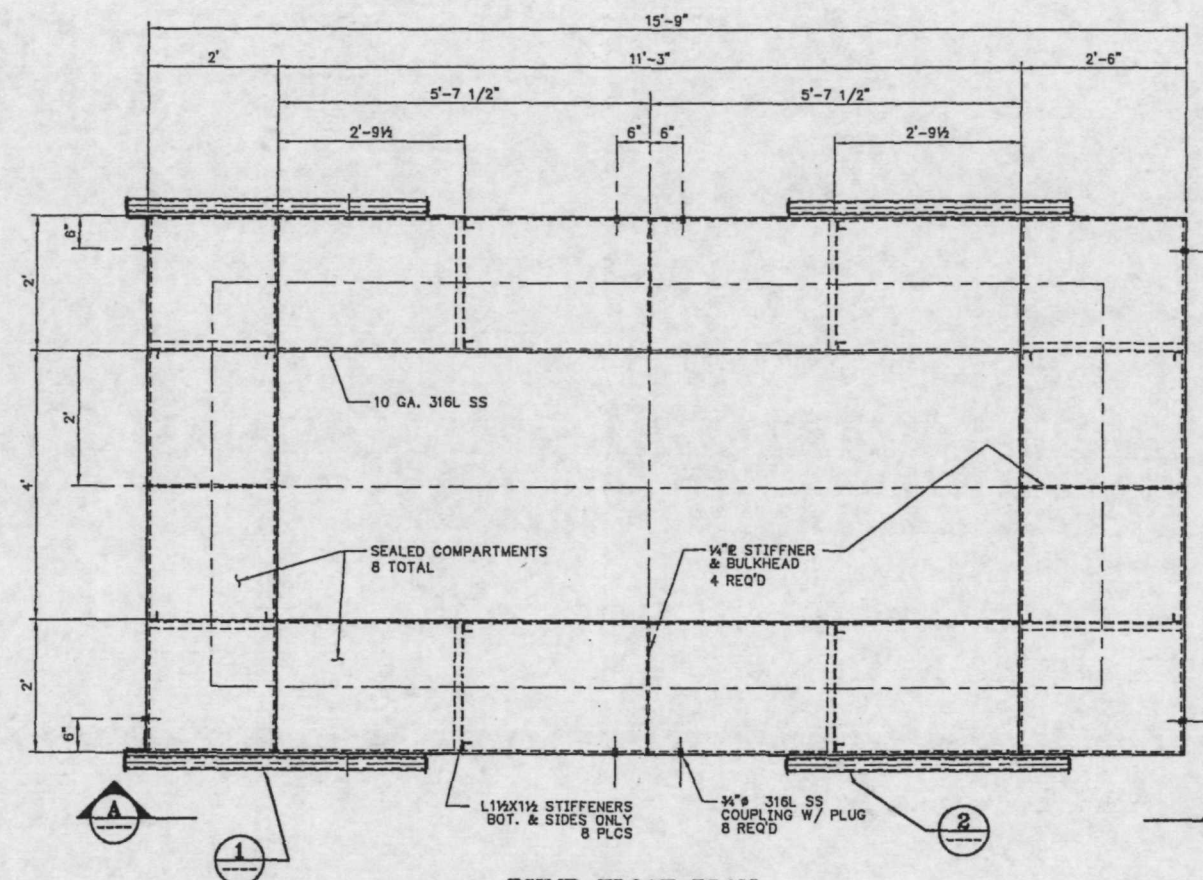 15'-9"
2'
11'-3"
2'-6"
5'-7 1/2"
5'-7 1/2"
2'-9½
6"
6"
2'-9½
6"
2'
10 GA. 316L SS
2'
4'
SEALED COMPARTMENTS
8 TOTAL
¼"℄ STIFFNER
& BULKHEAD
4 REQ'D
2'
6"
A
L1½X1½ STIFFENERS
BOT. & SIDES ONLY
8 PLCS
¾"ø 316L SS
COUPLING W/ PLUG
8 REQ'D
1
2